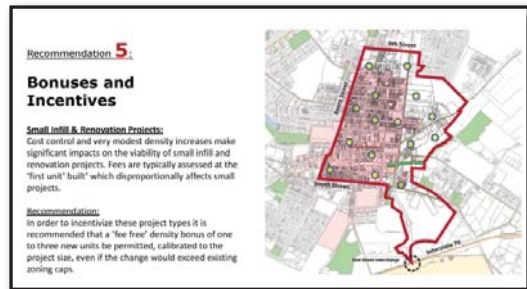 Recommendation 5:
Bonuses and
Incentives
Small Infill & Renovation Projects:
Cost control and very modest density increases make
significant impacts on the viability of small infill and
renovation projects. Fees are typically assessed at the
'first unit' built' which disproportionally affects small
projects.
Recommendation:
In order to incentivize these project types it is
recommended that a 'fee free' density bonus of one
to three new units be permitted, calibrated to the
project size, even if the change would exceed existing
zoning caps.
9th Street
South Street
Interstate 70
East Street Interchange